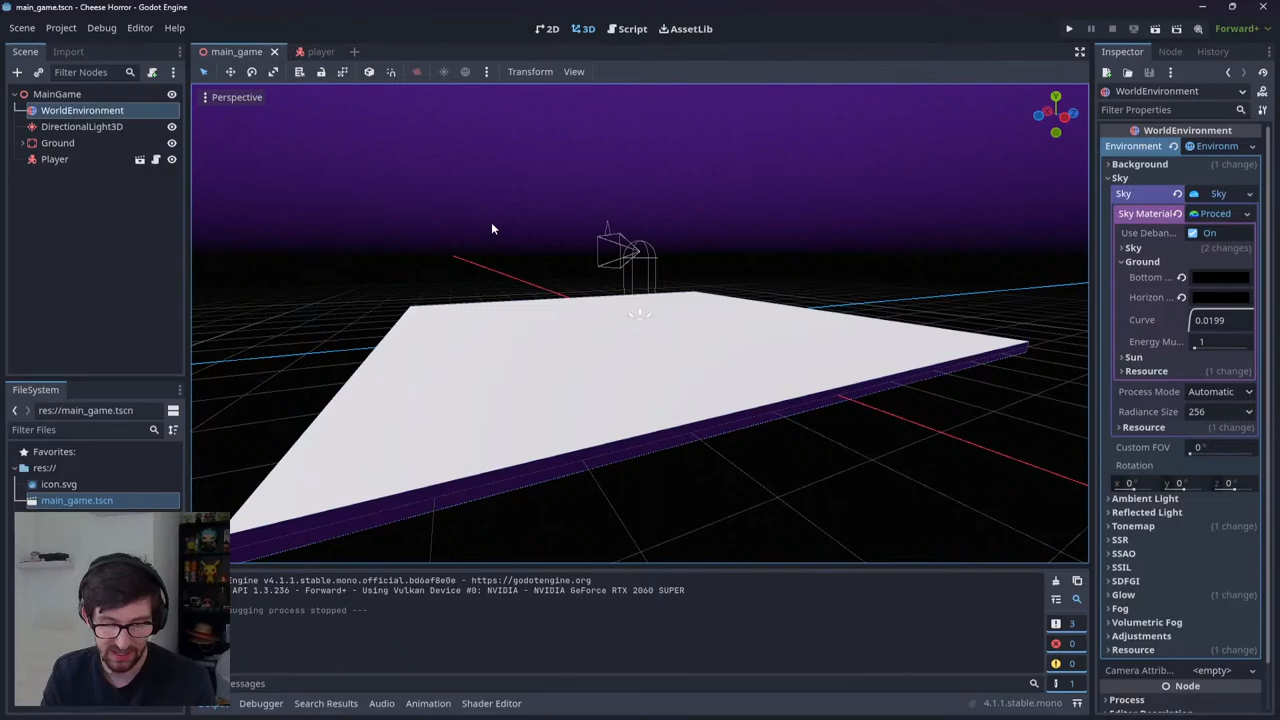 main_game.tscn - Cheese Horror - Godot Engine
Scene Project Debug Editor Help
2D 3D Script AssetLib
Forward+
Scene Import
main_game player
Inspector Node History
Filter Nodes
Transform View
MainGame
WorldEnvironment
DirectionalLight3D
Ground
Player
Perspective
Y
X
Z
WorldEnvironment
Filter Properties
WorldEnvironment
Environment Environm
Background (1 change)
Sky
Sky Sky
Sky Material Proced
Use Deban... On
Sky (2 changes)
Ground
Bottom ...
Horizon ...
Curve 0.0199
Energy Mu... 1
Sun
Resource (1 change)
Process Mode Automatic
Radiance Size 256
Resource (1 change)
Custom FOV 0 °
Rotation
x 0 ° y 0 ° z 0 °
Ambient Light
Reflected Light
Tonemap (1 change)
SSR
SSAO
SSIL
SDFGI
Glow (1 change)
Fog
Volumetric Fog
Adjustments
Resource (1 change)
Camera Attrib... <empty>
Node
Process
FileSystem
res://main_game.tscn
Filter Files
Favorites:
res://
icon.svg
main_game.tscn
Engine v4.1.1.stable.mono.official.bd6af8e0e - https://godotengine.org
API 1.3.236 - Forward+ - Using Vulkan Device #0: NVIDIA - NVIDIA GeForce RTX 2060 SUPER
bugging process stopped ---
essages
3
0
0
1
Debugger Search Results Audio Animation Shader Editor
4.1.1.stable.mono